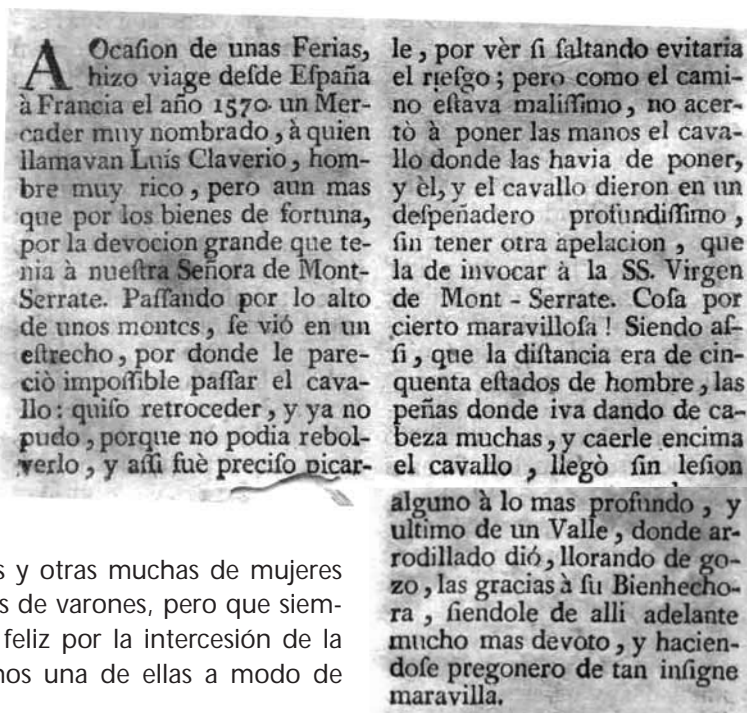 A Ocaſion de unas Ferias,
hizo viage deſde Eſpaña
à Francia el año 1570. un Mer-
cader muy nombrado, à quien
llamavan Luís Claverio, hom-
bre muy rico, pero aun mas
que por los bienes de fortuna,
por la devocion grande que te-
nia à nueſtra Señora de Mont-
Serrate. Paſſando por lo alto
de unos montes, ſe vió en un
eſtrecho, por donde le pare-
ciò impoſſible paſſar el cava-
llo: quiſo retroceder, y ya no
pudo, porque no podia rebol-
verlo, y aſſi fuè preciſo picar-
le, por vèr ſi ſaltando evitaria
el rieſgo; pero como el cami-
no eſtava maliſſimo, no acer-
tò à poner las manos el cava-
llo donde las havia de poner,
y èl, y el cavallo dieron en un
deſpeñadero profundiſſimo,
ſin tener otra apelacion, que
la de invocar à la SS. Virgen
de Mont-Serrate. Coſa por
cierto maravilloſa! Siendo aſ-
ſi, que la diſtancia era de cin-
quenta eſtados de hombre, las
peñas donde iva dando de ca-
beza muchas, y caerle encima
el cavallo, llegò ſin leſion
alguno à lo mas profundo, y
ultimo de un Valle, donde ar-
rodillado dió, llorando de go-
zo, las gracias à ſu Bienhecho-
ra, ſiendole de alli adelante
mucho mas devoto, y hacien-
doſe pregonero de tan inſigne
maravilla.
s y otras muchas de mujeres
s de varones, pero que siem-
feliz por la intercesión de la
nos una de ellas a modo de